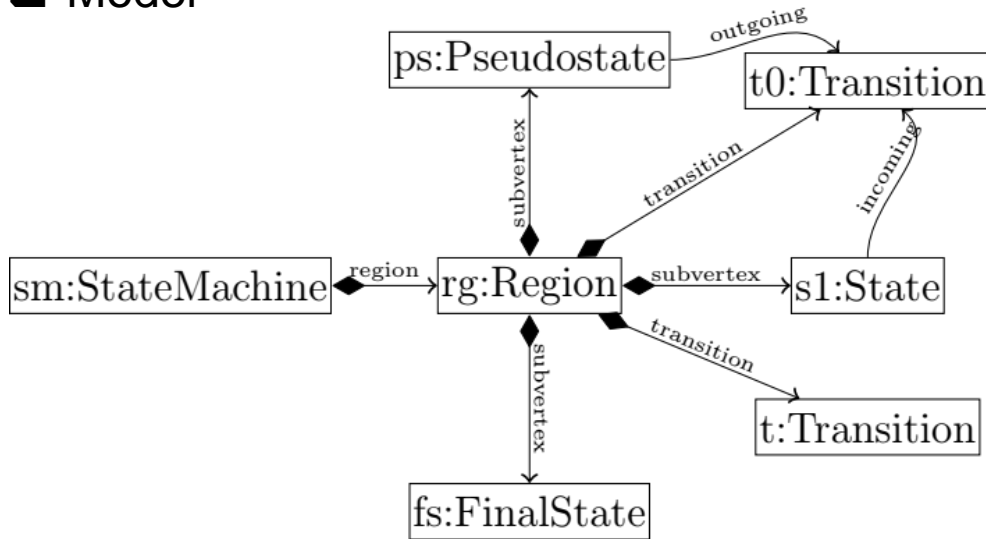 Model
outgoing
ps:Pseudostate
t0:Transition
subvertex
transition
incoming
sm:StateMachine
region
rg:Region
subvertex
s1:State
subvertex
transition
t:Transition
fs:FinalState